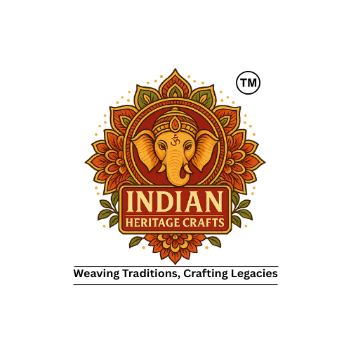 TM
ॐ
INDIAN
HERITAGE CRAFTS
Weaving Traditions, Crafting Legacies